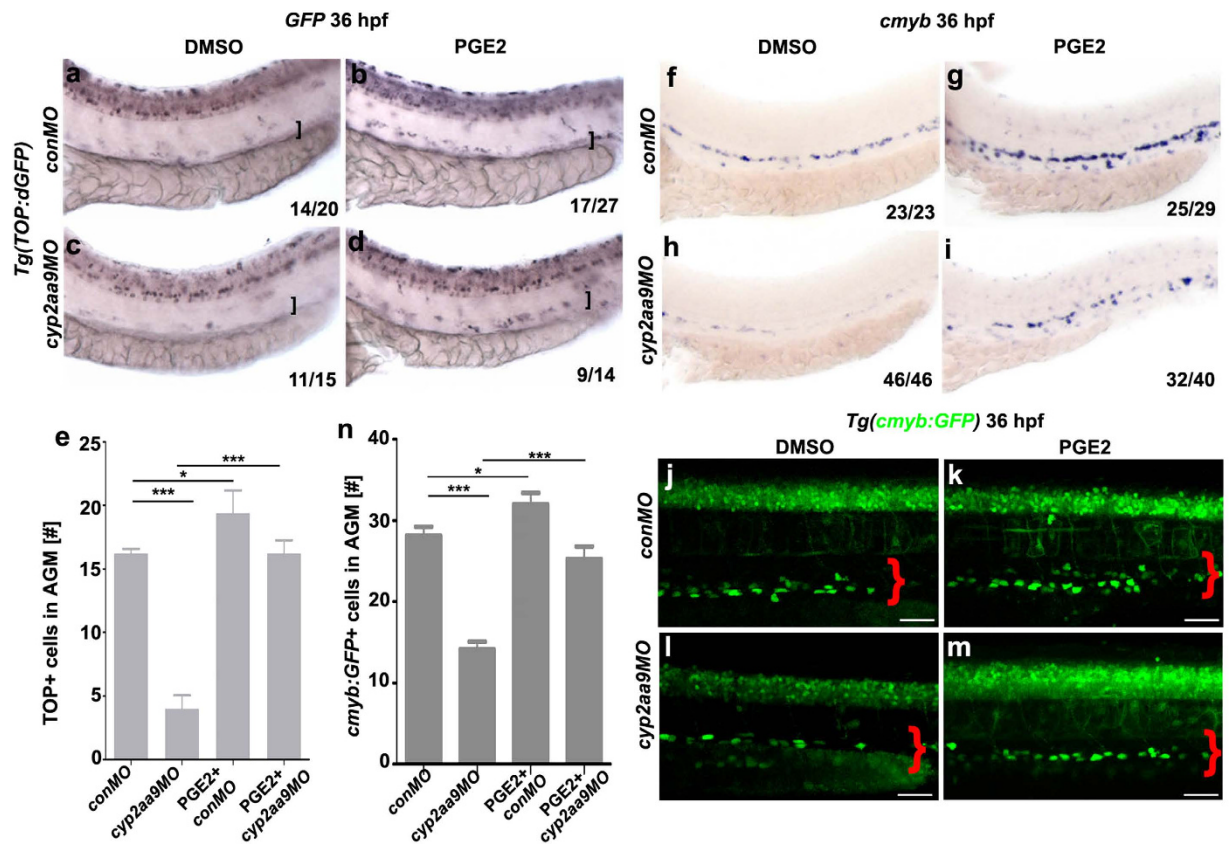 GFP 36 hpf
DMSO
PGE2
Tg(TOP:dGFP)
conMO
cyp2aa9MO
a
]
14/20
b
]
17/27
c
]
11/15
d
]
9/14
cmyb 36 hpf
DMSO
PGE2
conMO
cyp2aa9MO
f
23/23
g
25/29
h
46/46
i
32/40
e
TOP+ cells in AGM [#]
25
20
15
10
5
0
***
*
***
conMO
cyp2aa9MO
PGE2+
conMO
PGE2+
cyp2aa9MO
n
cmyb:GFP+ cells in AGM [#]
40
30
20
10
0
***
*
***
conMO
cyp2aa9MO
PGE2+
conMO
PGE2+
cyp2aa9MO
Tg(cmyb:GFP) 36 hpf
DMSO
PGE2
conMO
cyp2aa9MO
j
}
k
}
l
}
m
}